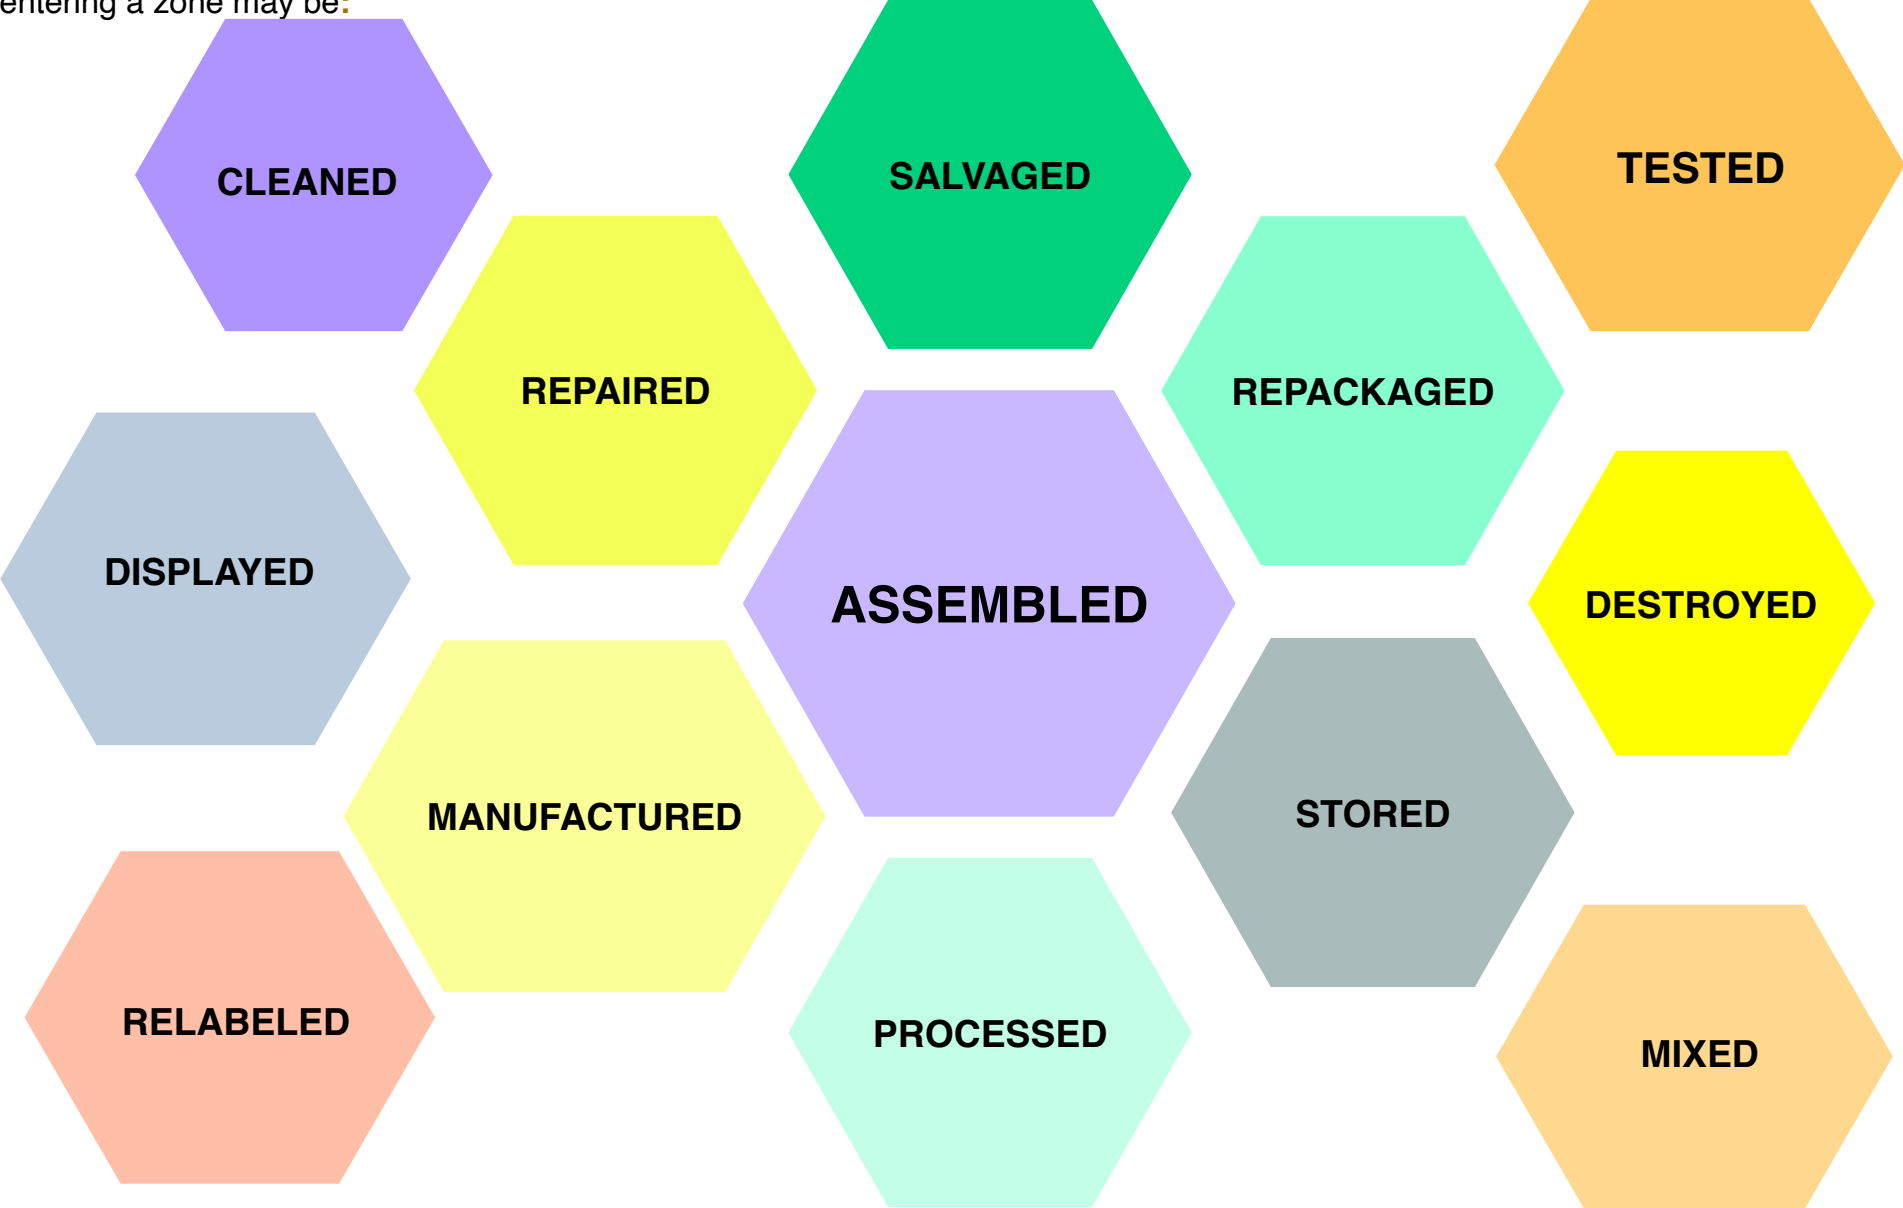 entering a zone may be:
CLEANED
SALVAGED
TESTED
REPAIRED
REPACKAGED
DISPLAYED
ASSEMBLED
DESTROYED
MANUFACTURED
STORED
RELABELED
PROCESSED
MIXED